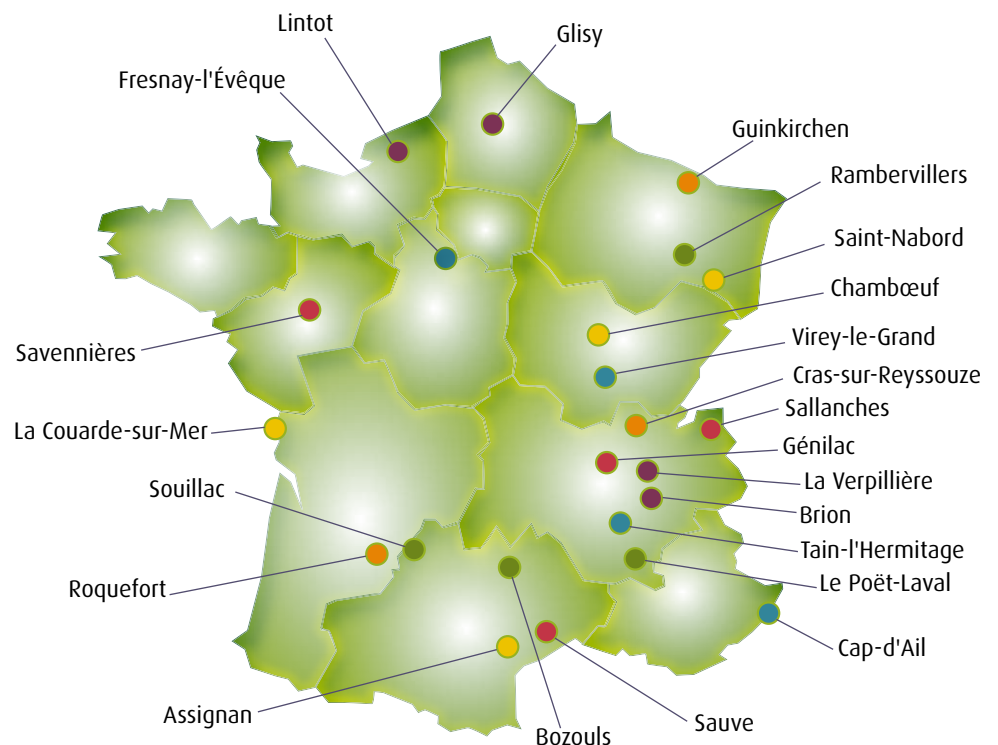 Lintot
Glisy
Fresnay-l'Évêque
Guinkirchen
Rambervillers
Saint-Nabord
Chambœuf
Virey-le-Grand
Savennières
Cras-sur-Reyssouze
Sallanches
La Couarde-sur-Mer
Génilac
La Verpillière
Souillac
Brion
Tain-l'Hermitage
Roquefort
Le Poët-Laval
Cap-d'Ail
Assignan
Sauve
Bozouls